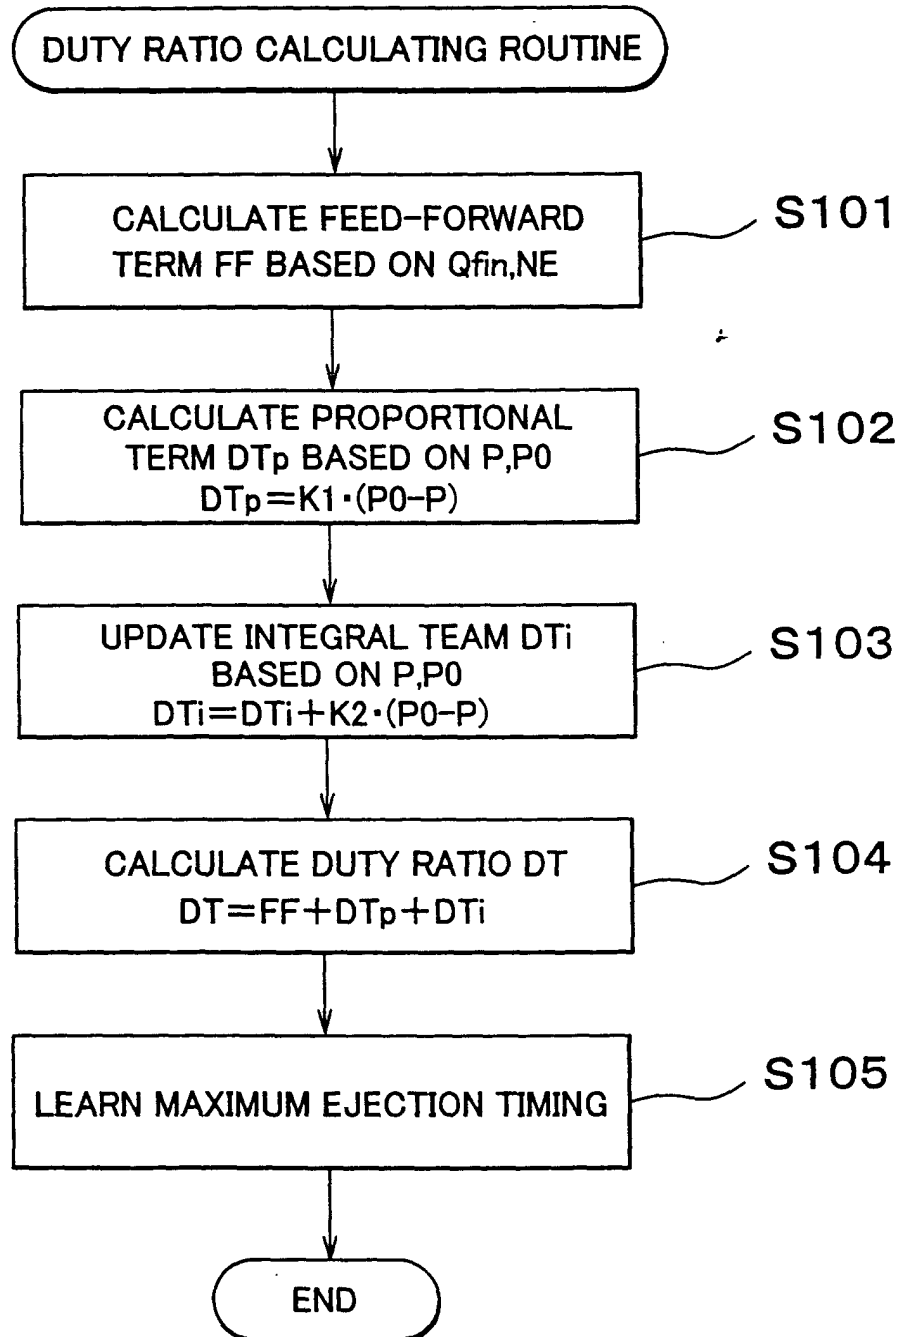 DUTY RATIO CALCULATING ROUTINE
CALCULATE FEED-FORWARD
TERM FF BASED ON Qfin,NE
S101
CALCULATE PROPORTIONAL
TERM DTp BASED ON P,P0
DTp=K1·(P0-P)
S102
UPDATE INTEGRAL TEAM DTi
BASED ON P,P0
DTi=DTi+K2·(P0-P)
S103
CALCULATE DUTY RATIO DT
DT=FF+DTp+DTi
S104
LEARN MAXIMUM EJECTION TIMING
S105
END